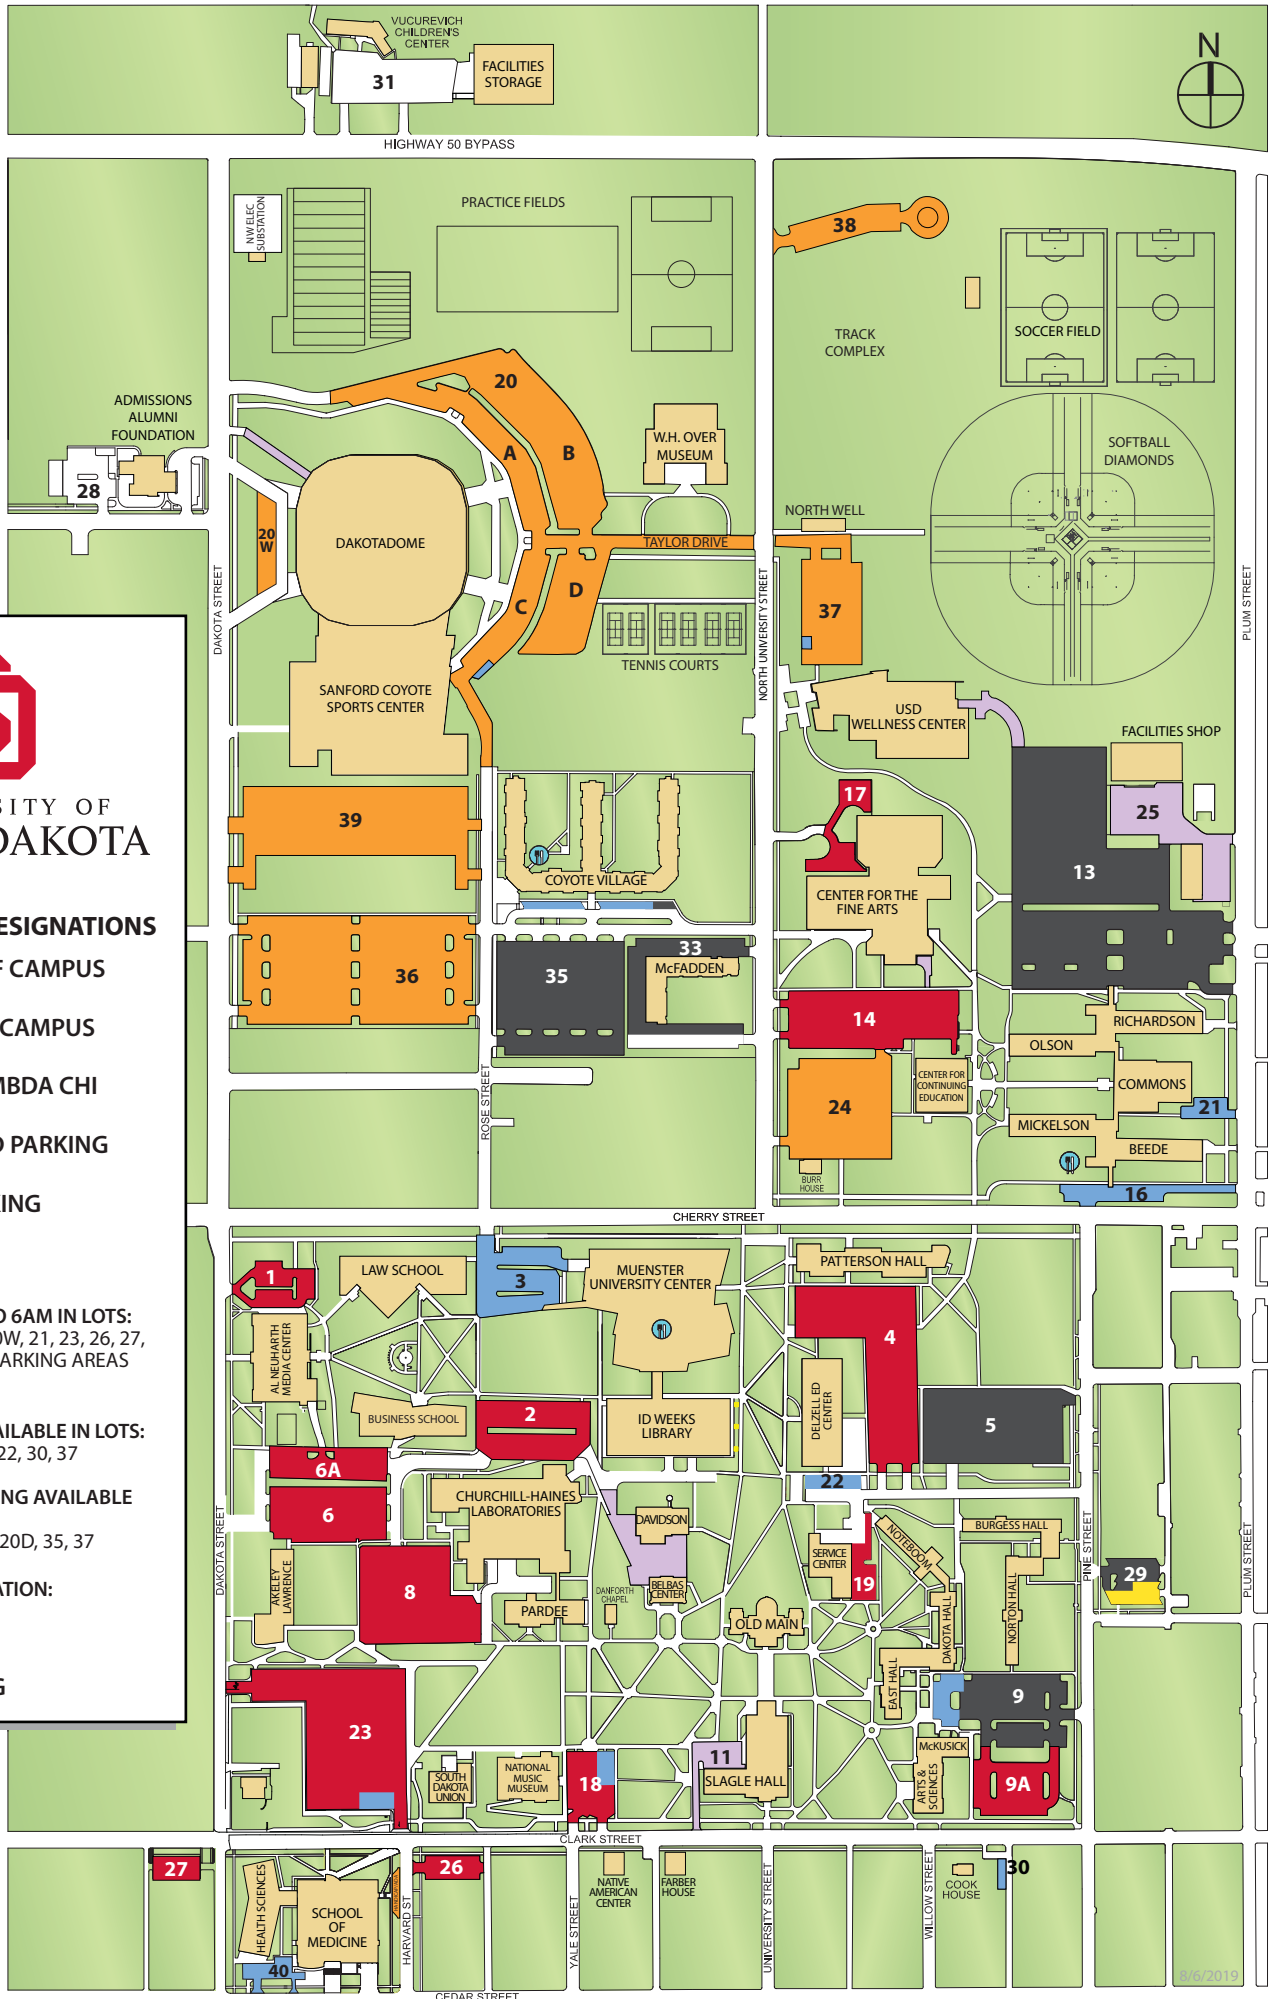 VUCUREVICH
CHILDREN'S
CENTER
31
FACILITIES
STORAGE
N
HIGHWAY 50 BYPASS
NW ELEC
SUBSTATION
PRACTICE FIELDS
38
TRACK
COMPLEX
SOCCER FIELD
ADMISSIONS
ALUMNI
FOUNDATION
28
20
A
B
W.H. OVER
MUSEUM
SOFTBALL
DIAMONDS
NORTH WELL
20
W
DAKOTADOME
TAYLOR DRIVE
DAKOTA STREET
C
D
37
NORTH UNIVERSITY STREET
PLUM STREET
TENNIS COURTS
SANFORD COYOTE
SPORTS CENTER
USD
WELLNESS CENTER
FACILITIES SHOP
17
25
39
13
COYOTE VILLAGE
CENTER FOR THE
FINE ARTS
SITY OF
DAKOTA
ESIGNATIONS
F CAMPUS
CAMPUS
MBDA CHI
D PARKING
KING
36
35
33
McFADDEN
14
RICHARDSON
OLSON
ROSE STREET
24
CENTER FOR
CONTINUING
EDUCATION
COMMONS
21
MICKELSON
BEEDE
BURR
HOUSE
16
CHERRY STREET
1
LAW SCHOOL
3
MUENSTER
UNIVERSITY CENTER
PATTERSON HALL
4
D 6AM IN LOTS:
0W, 21, 23, 26, 27,
ARKING AREAS
AL NEUHARTH
MEDIA CENTER
DELZELL ED
CENTER
BUSINESS SCHOOL
2
ID WEEKS
LIBRARY
5
AILABLE IN LOTS:
22, 30, 37
6A
22
NG AVAILABLE
20D, 35, 37
CHURCHILL-HAINES
LABORATORIES
6
DAVIDSON
BURGESS HALL
NOTEBOOM
DAKOTA STREET
PINE STREET
PLUM STREET
SERVICE
CENTER
19
29
ATION:
AKELEY
LAWRENCE
8
DANFORTH
CHAPEL
BELBAS
CENTER
PARDEE
OLD MAIN
DAKOTA HALL
NORTON HALL
EAST HALL
G
23
9
11
McKUSICK
SOUTH
DAKOTA
UNION
NATIONAL
MUSIC
MUSEUM
18
SLAGLE HALL
ARTS &
SCIENCES
9A
CLARK STREET
27
26
30
HEALTH SCIENCES
SCHOOL
OF
MEDICINE
HARVARD ST
YALE STREET
NATIVE
AMERICAN
CENTER
FARBER
HOUSE
UNIVERSITY STREET
WILLOW STREET
COOK
HOUSE
40
8/6/2019
CEDAR STREET